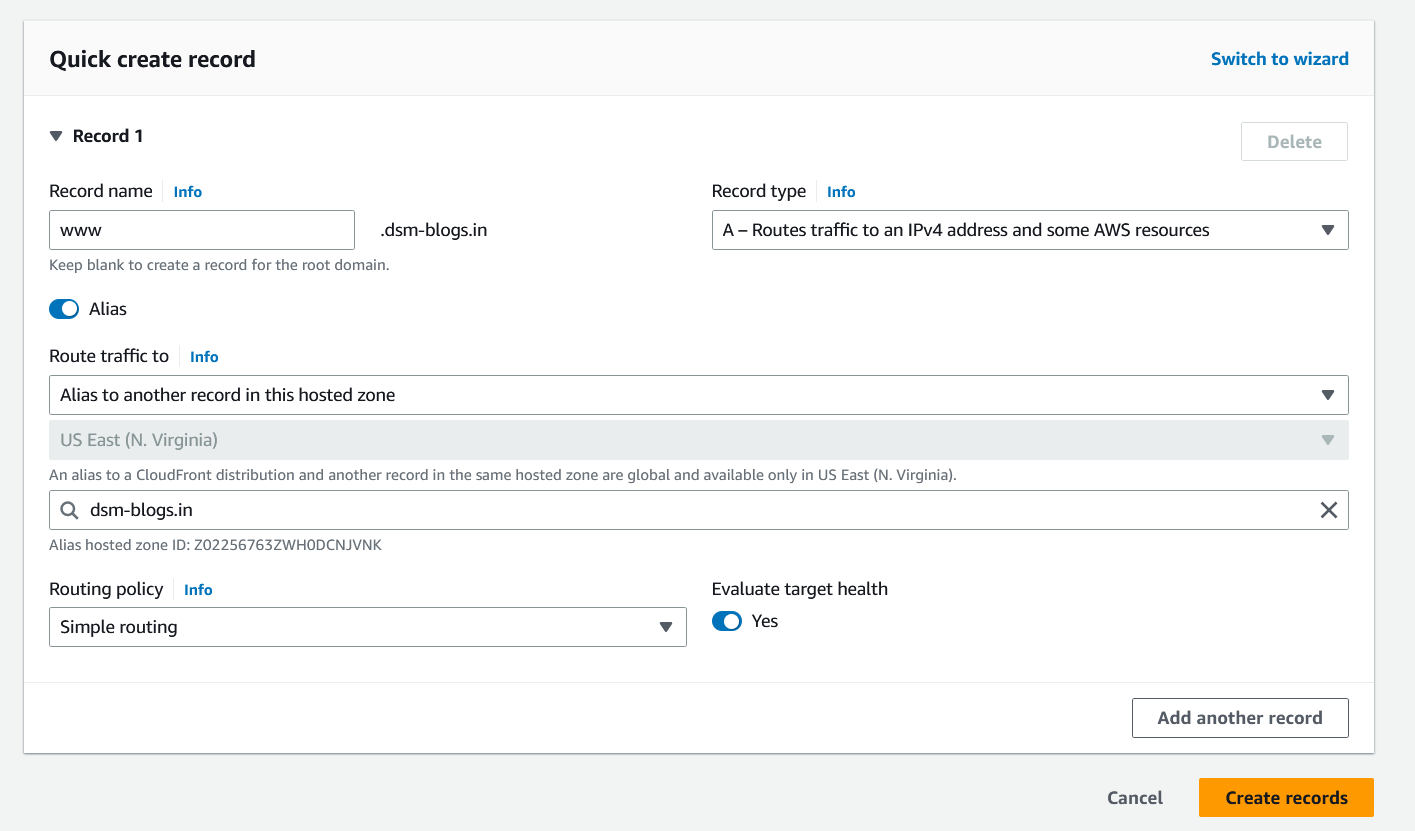 Quick create record
Switch to wizard
Record 1
Delete
Record name Info
Record type Info
www .dsm-blogs.in
A – Routes traffic to an IPv4 address and some AWS resources
Keep blank to create a record for the root domain.
Alias
Route traffic to Info
Alias to another record in this hosted zone
US East (N. Virginia)
An alias to a CloudFront distribution and another record in the same hosted zone are global and available only in US East (N. Virginia).
dsm-blogs.in
Alias hosted zone ID: Z02256763ZWH0DCNJVNK
Routing policy Info
Evaluate target health
Simple routing
Yes
Add another record
Cancel
Create records